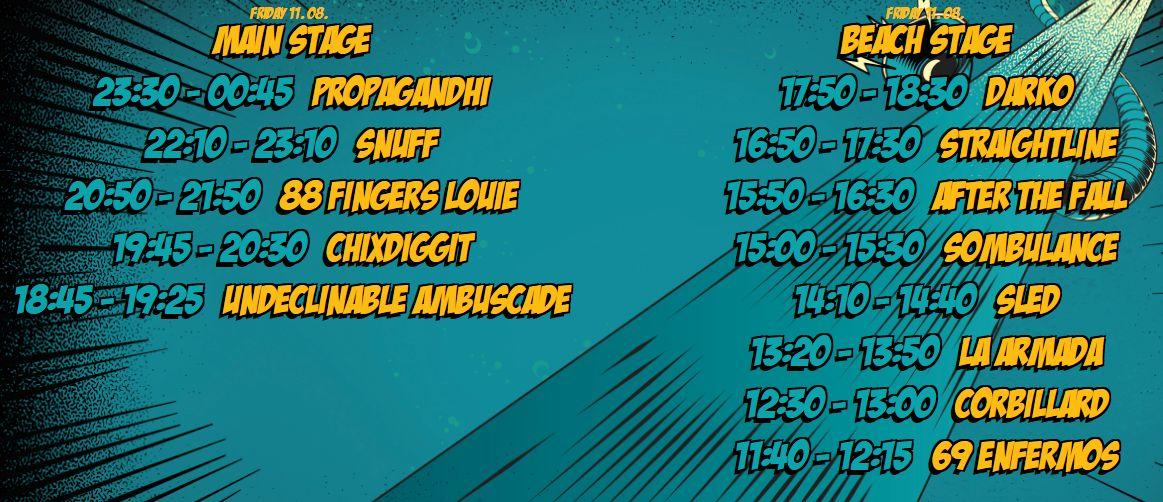 FRIDAY 11. 08.
MAIN STAGE
23:30 - 00:45 PROPAGANDHI
22:10 - 23:10 SNUFF
20:50 - 21:50 88 FINGERS LOUIE
19:45 - 20:30 CHIXDIGGIT
18:45 - 19:25 UNDECLINABLE AMBUSCADE
FRIDAY 11. 08.
BEACH STAGE
17:50 - 18:30 DARKO
16:50 - 17:30 STRAIGHTLINE
15:50 - 16:30 AFTER THE FALL
15:00 - 15:30 SOMBULANCE
14:10 - 14:40 SLED
13:20 - 13:50 LA ARMADA
12:30 - 13:00 CORBILLARD
11:40 - 12:15 69 ENFERMOS